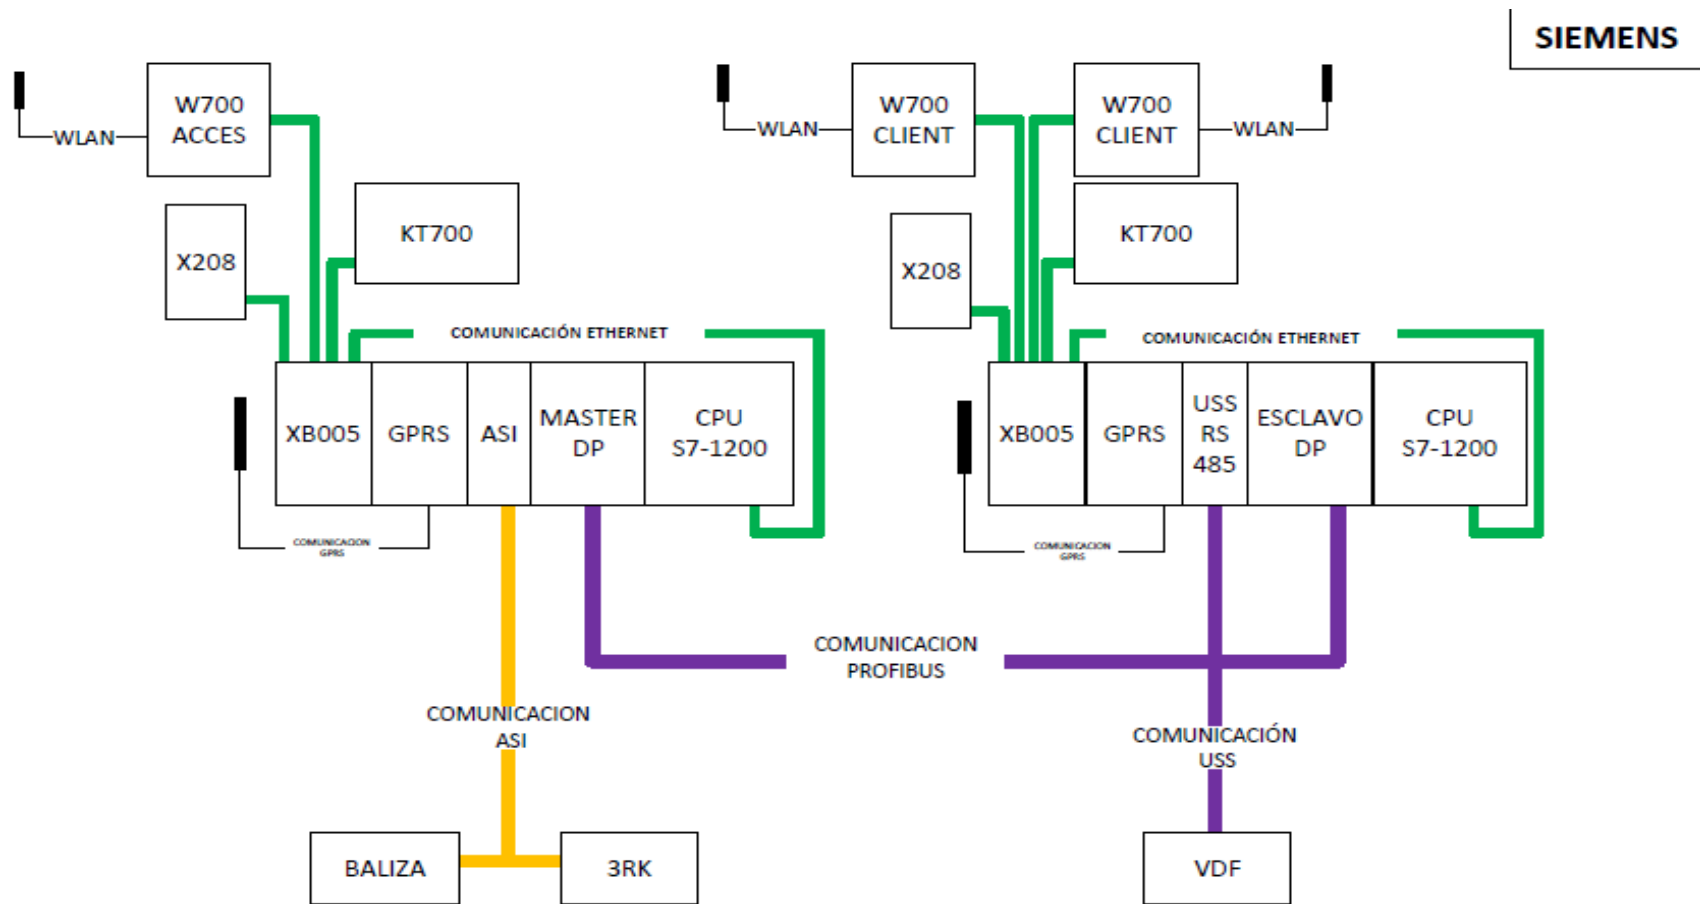 SIEMENS
W700
ACCES
WLAN
W700
CLIENT
WLAN
W700
CLIENT
WLAN
KT700
X208
KT700
X208
COMUNICACIÓN ETHERNET
COMUNICACIÓN ETHERNET
XB005
GPRS
ASI
MASTER
DP
CPU
S7-1200
XB005
GPRS
USS
RS
485
ESCLAVO
DP
CPU
S7-1200
COMUNICACION
GPRS
COMUNICACION
GPRS
COMUNICACION
PROFIBUS
COMUNICACION
ASI
COMUNICACIÓN
USS
BALIZA
3RK
VDF